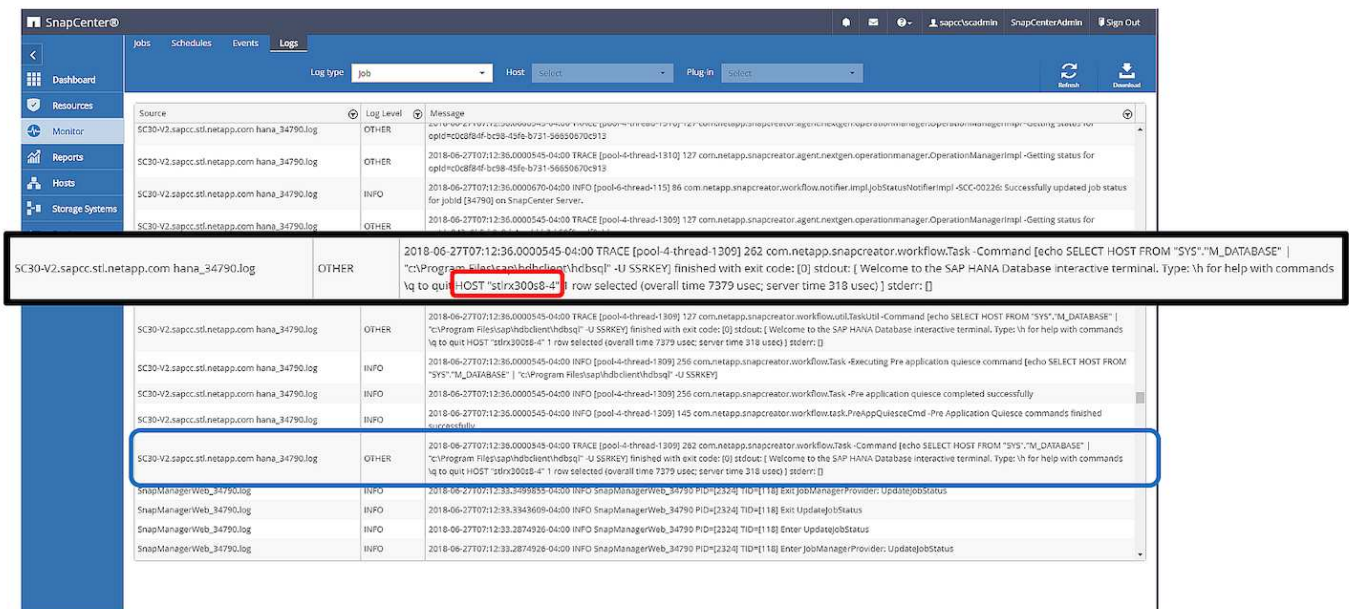 SnapCenter®
sapcc\scadmin SnapCenterAdmin Sign Out
Jobs Schedules Events Logs
Log type Job Host Select Plug-in Select Refresh Download
Dashboard
Resources
Monitor
Reports
Hosts
Storage Systems
Source Log Level Message
SC30-V2.sapcc.stl.netapp.com hana_34790.log OTHER
opId=c0c8f84f-bc98-45fe-b731-56650670c913
SC30-V2.sapcc.stl.netapp.com hana_34790.log OTHER 2018-06-27T07:12:36.0000545-04:00 TRACE [pool-4-thread-1310] 127 com.netapp.snapcreator.agent.nextgen.operationmanager.OperationManagerImpl -Getting status for
opId=c0c8f84f-bc98-45fe-b731-56650670c913
SC30-V2.sapcc.stl.netapp.com hana_34790.log INFO 2018-06-27T07:12:36.0000670-04:00 INFO [pool-6-thread-115] 86 com.netapp.snapcreator.workflow.notifier.impl.JobStatusNotifierImpl -SCC-00226: Successfully updated job status
for jobId [34790] on SnapCenter Server.
SC30-V2.sapcc.stl.netapp.com hana_34790.log OTHER 2018-06-27T07:12:36.0000545-04:00 TRACE [pool-4-thread-1309] 127 com.netapp.snapcreator.agent.nextgen.operationmanager.OperationManagerImpl -Getting status for
SC30-V2.sapcc.stl.netapp.com hana_34790.log OTHER 2018-06-27T07:12:36.0000545-04:00 TRACE [pool-4-thread-1309] 262 com.netapp.snapcreator.workflow.Task -Command [echo SELECT HOST FROM "SYS"."M_DATABASE" |
"c:\Program Files\sap\hdbclient\hdbsql" -U SSRKEY] finished with exit code: [0] stdout: [ Welcome to the SAP HANA Database interactive terminal. Type: \h for help with commands
\q to quit HOST "stlrx300s8-4" 1 row selected (overall time 7379 usec; server time 318 usec) ] stderr: []
SC30-V2.sapcc.stl.netapp.com hana_34790.log OTHER 2018-06-27T07:12:36.0000545-04:00 TRACE [pool-4-thread-1309] 127 com.netapp.snapcreator.workflow.util.TaskUtil -Command [echo SELECT HOST FROM "SYS"."M_DATABASE" |
"c:\Program Files\sap\hdbclient\hdbsql" -U SSRKEY] finished with exit code: [0] stdout: [ Welcome to the SAP HANA Database interactive terminal. Type: \h for help with commands
\q to quit HOST "stlrx300s8-4" 1 row selected (overall time 7379 usec; server time 318 usec) ] stderr: []
SC30-V2.sapcc.stl.netapp.com hana_34790.log INFO 2018-06-27T07:12:36.0000545-04:00 INFO [pool-4-thread-1309] 256 com.netapp.snapcreator.workflow.Task -Executing Pre application quiesce command [echo SELECT HOST FROM
"SYS"."M_DATABASE" | "c:\Program Files\sap\hdbclient\hdbsql" -U SSRKEY]
SC30-V2.sapcc.stl.netapp.com hana_34790.log INFO 2018-06-27T07:12:36.0000545-04:00 INFO [pool-4-thread-1309] 256 com.netapp.snapcreator.workflow.Task -Pre application quiesce completed successfully
SC30-V2.sapcc.stl.netapp.com hana_34790.log INFO 2018-06-27T07:12:36.0000545-04:00 INFO [pool-4-thread-1309] 145 com.netapp.snapcreator.workflow.task.PreAppQuiesceCmd -Pre Application Quiesce commands finished
successfully
SC30-V2.sapcc.stl.netapp.com hana_34790.log OTHER 2018-06-27T07:12:36.0000545-04:00 TRACE [pool-4-thread-1309] 262 com.netapp.snapcreator.workflow.Task -Command [echo SELECT HOST FROM "SYS"."M_DATABASE" |
"c:\Program Files\sap\hdbclient\hdbsql" -U SSRKEY] finished with exit code: [0] stdout: [ Welcome to the SAP HANA Database interactive terminal. Type: \h for help with commands
\q to quit HOST "stlrx300s8-4" 1 row selected (overall time 7379 usec; server time 318 usec) ] stderr: []
SnapManagerWeb_34790.log INFO 2018-06-27T07:12:33.3499855-04:00 INFO SnapManagerWeb_34790 PID=[2324] TID=[118] Exit JobManagerProvider: UpdateJobStatus
SnapManagerWeb_34790.log INFO 2018-06-27T07:12:33.3343609-04:00 INFO SnapManagerWeb_34790 PID=[2324] TID=[118] Exit UpdateJobStatus
SnapManagerWeb_34790.log INFO 2018-06-27T07:12:33.2874926-04:00 INFO SnapManagerWeb_34790 PID=[2324] TID=[118] Enter UpdateJobStatus
SnapManagerWeb_34790.log INFO 2018-06-27T07:12:33.2874926-04:00 INFO SnapManagerWeb_34790 PID=[2324] TID=[118] Enter JobManagerProvider: UpdateJobStatus